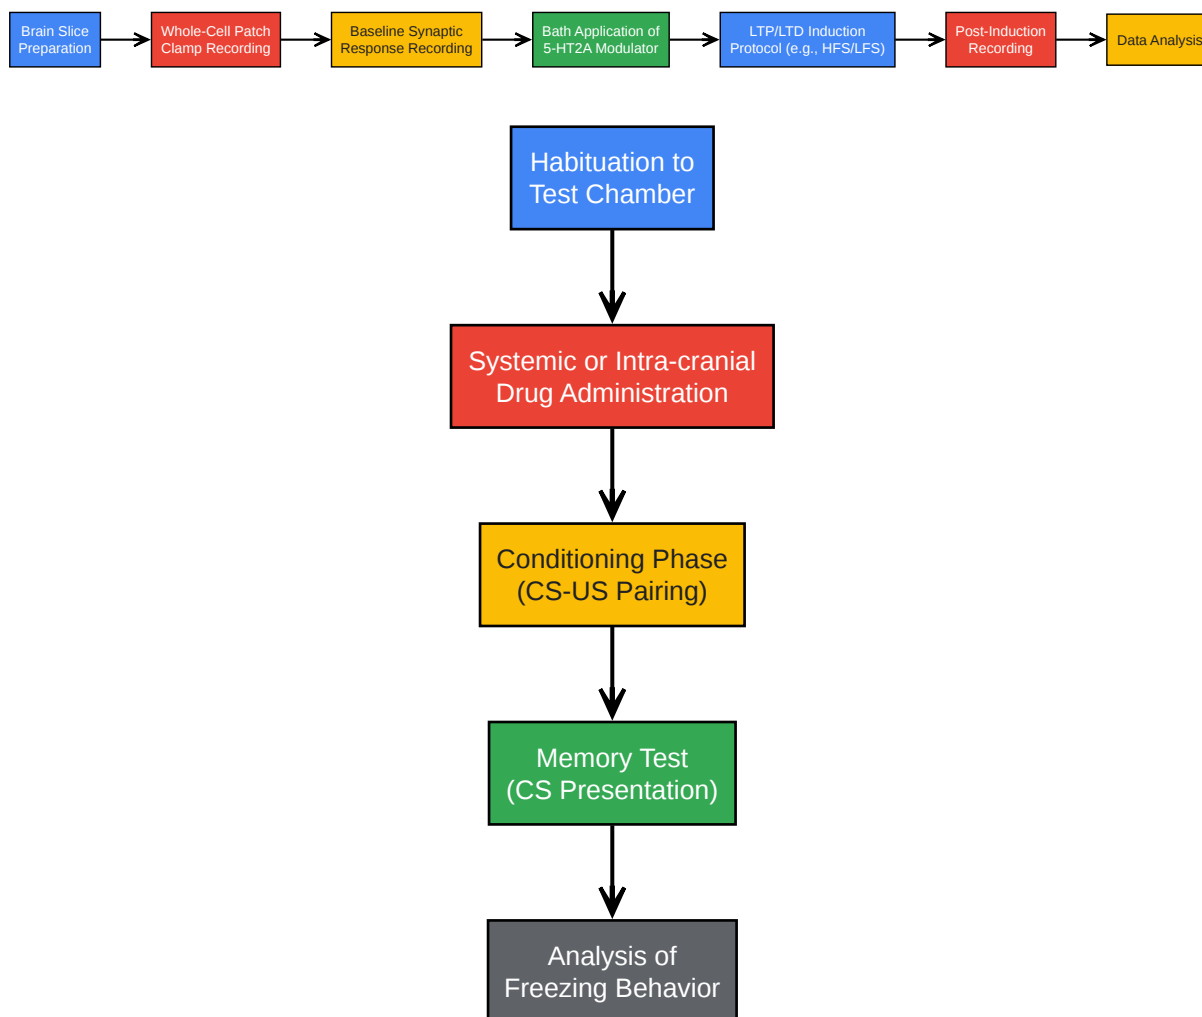 Brain Slice
Preparation
Whole-Cell Patch
Clamp Recording
Baseline Synaptic
Response Recording
Bath Application of
5-HT2A Modulator
LTP/LTD Induction
Protocol (e.g., HFS/LFS)
Post-Induction
Recording
Data Analysis
Habituation to
Test Chamber
Systemic or Intra-cranial
Drug Administration
Conditioning Phase
(CS-US Pairing)
Memory Test
(CS Presentation)
Analysis of
Freezing Behavior